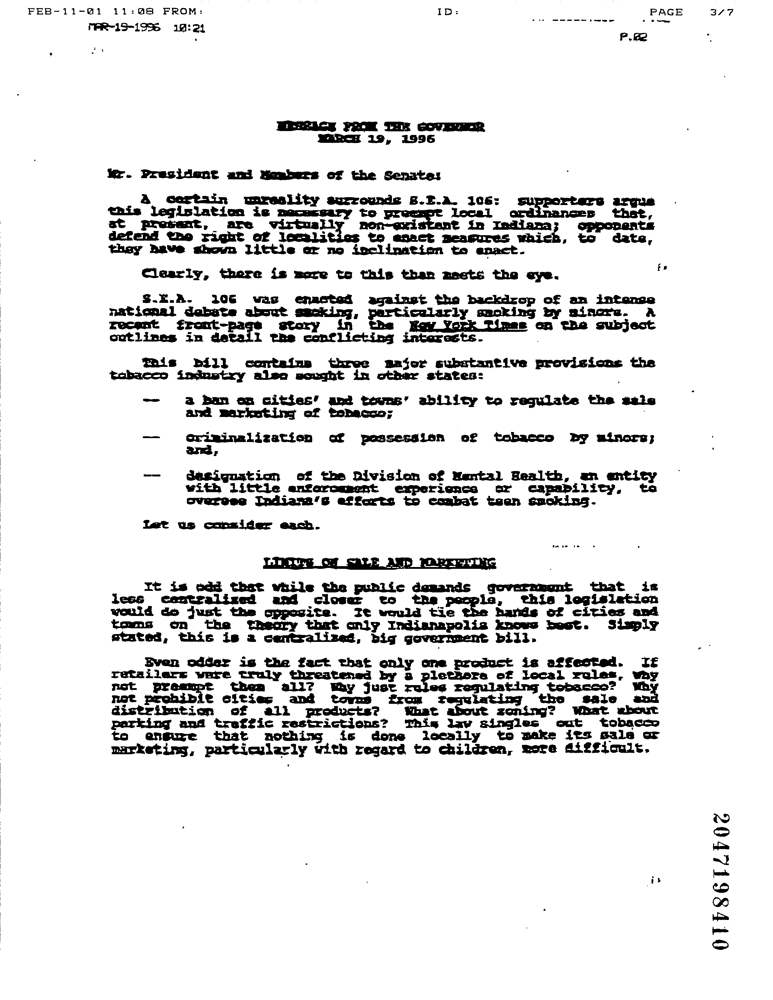 FEB-11-01 11:08 FROM: ID: PAGE 3/7
MAR-19-1996 10:21
P.02
MESSAGE FROM THE GOVERNOR
MARCH 19, 1996
Mr. President and Members of the Senate:
A certain unreality surrounds S.E.A. 106: supporters argue
this legislation is necessary to preempt local ordinances that,
at present, are virtually non-existent in Indiana; opponents
defend the right of localities to enact measures which, to date,
they have shown little or no inclination to enact.
Clearly, there is more to this than meets the eye.
S.E.A. 106 was enacted against the backdrop of an intense
national debate about smoking, particularly smoking by minors. A
recent front-page story in the New York Times on the subject
outlines in detail the conflicting interests.
This bill contains three major substantive provisions the
tobacco industry also sought in other states:
-- a ban on cities' and towns' ability to regulate the sale
and marketing of tobacco;
-- criminalization of possession of tobacco by minors;
and,
-- designation of the Division of Mental Health, an entity
with little enforcement experience or capability, to
oversee Indiana's efforts to combat teen smoking.
Let us consider each.
LIMITS ON SALE AND MARKETING
It is odd that while the public demands government that is
less centralized and closer to the people, this legislation
would do just the opposite. It would tie the hands of cities and
towns on the theory that only Indianapolis knows best. Simply
stated, this is a centralized, big government bill.
Even odder is the fact that only one product is affected. If
retailers were truly threatened by a plethora of local rules, why
not preempt them all? Why just rules regulating tobacco? Why
not prohibit cities and towns from regulating the sale and
distribution of all products? What about zoning? What about
parking and traffic restrictions? This law singles out tobacco
to ensure that nothing is done locally to make its sale or
marketing, particularly with regard to children, more difficult.
2047198410